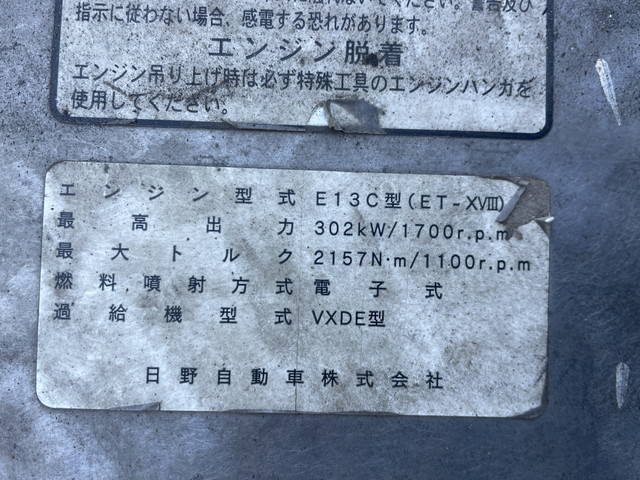 指示に従わない場合、感電する恐れがあります。
エンジン脱着
エンジン吊り上げ時は必ず特殊工具のエンジンハンガを
使用してください。
エンジン型式 E13C型(ET-XVIII)
最高出力 302kW/1700r.p.m
最大トルク 2157N·m/1100r.p.m
燃料噴射方式 電子式
過給機型式 VXDE型
日野自動車株式会社